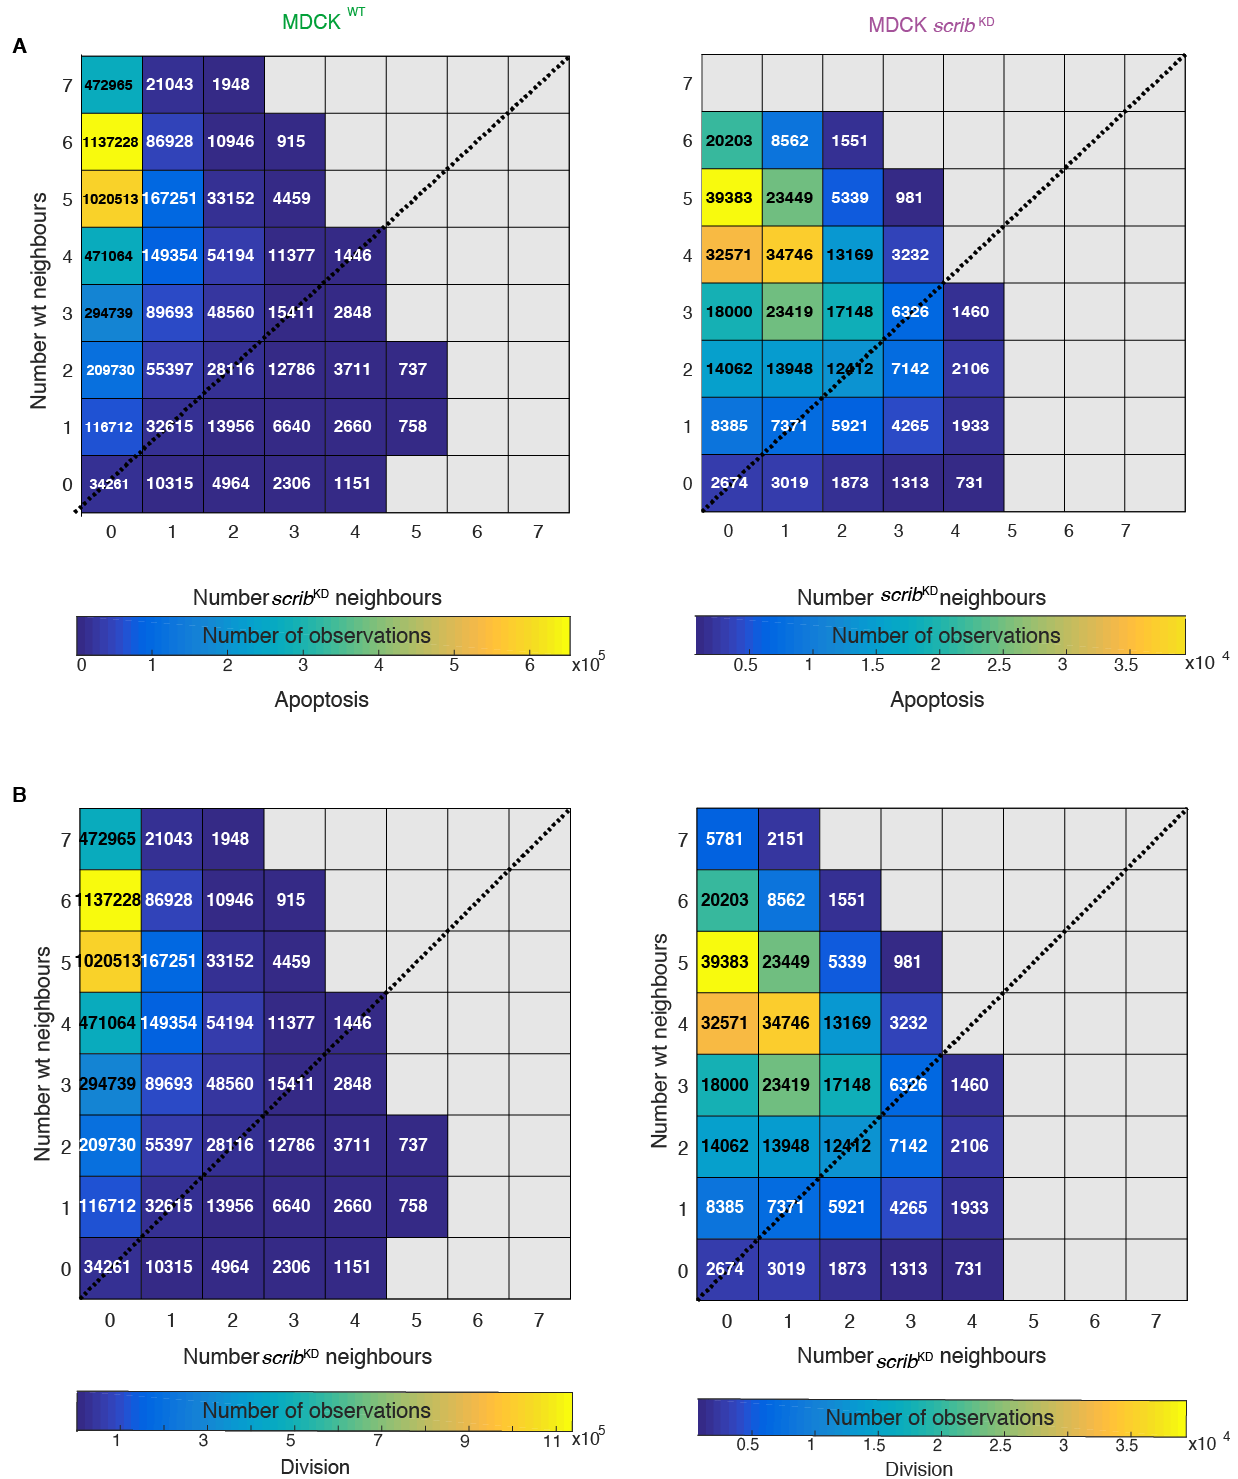 MDCK WT
MDCK scrib KD
A
7 472965 21043 1948
6 1137228 86928 10946 915
5 1020513 167251 33152 4459
4 471064 149354 54194 11377 1446
3 294739 89693 48560 15411 2848
2 209730 55397 28116 12786 3711 737
1 116712 32615 13956 6640 2660 758
0 34261 10315 4964 2306 1151
0 1 2 3 4 5 6 7
Number wt neighbours
Number scribKD neighbours
Number of observations
0 1 2 3 4 5 6 x10 5
Apoptosis
7
6 20203 8562 1551
5 39383 23449 5339 981
4 32571 34746 13169 3232
3 18000 23419 17148 6326 1460
2 14062 13948 12412 7142 2106
1 8385 7371 5921 4265 1933
0 2674 3019 1873 1313 731
0 1 2 3 4 5 6 7
Number wt neighbours
Number scribKD neighbours
Number of observations
0.5 1 1.5 2 2.5 3 3.5 x10 4
Apoptosis
B
7 472965 21043 1948
6 1137228 86928 10946 915
5 1020513 167251 33152 4459
4 471064 149354 54194 11377 1446
3 294739 89693 48560 15411 2848
2 209730 55397 28116 12786 3711 737
1 116712 32615 13956 6640 2660 758
0 34261 10315 4964 2306 1151
0 1 2 3 4 5 6 7
Number wt neighbours
Number scribKD neighbours
Number of observations
1 3 5 7 9 11 x10 5
Division
7 5781 2151
6 20203 8562 1551
5 39383 23449 5339 981
4 32571 34746 13169 3232
3 18000 23419 17148 6326 1460
2 14062 13948 12412 7142 2106
1 8385 7371 5921 4265 1933
0 2674 3019 1873 1313 731
0 1 2 3 4 5 6 7
Number wt neighbours
Number scribKD neighbours
Number of observations
0.5 1 1.5 2 2.5 3 3.5 x10 4
Division